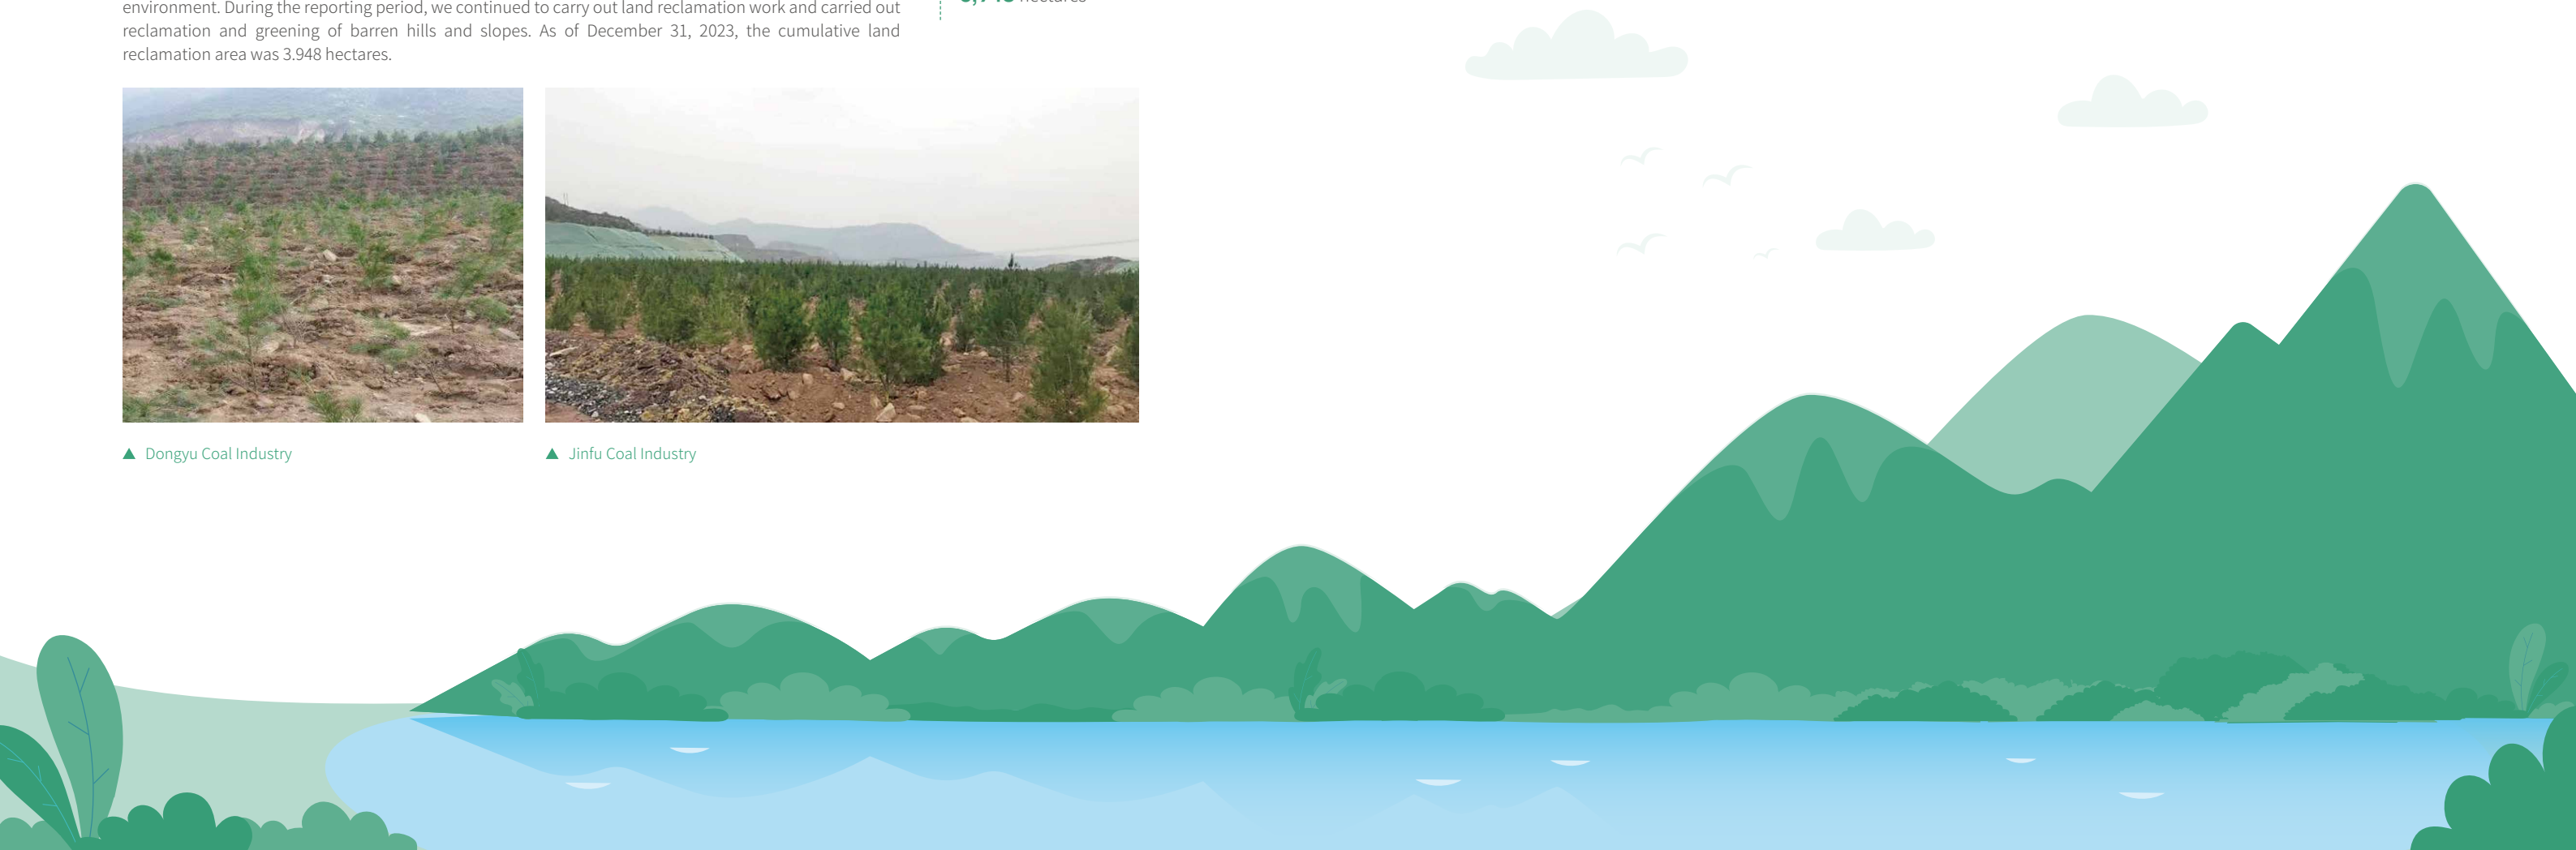 environment. During the reporting period, we continued to carry out land reclamation work and carried out
reclamation and greening of barren hills and slopes. As of December 31, 2023, the cumulative land
reclamation area was 3.948 hectares.
hectares
▲ Dongyu Coal Industry
▲ Jinfu Coal Industry